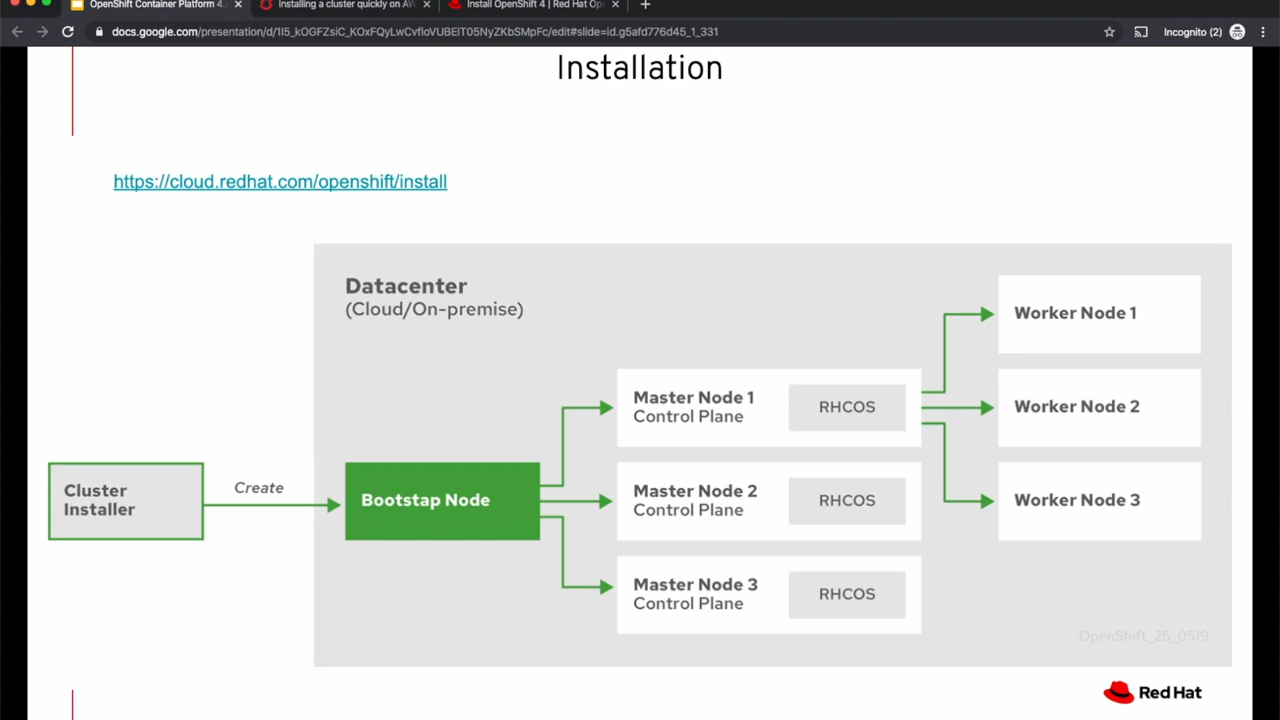 OpenShift Container Platform 4.
Installing a cluster quickly on AW
Install OpenShift 4 | Red Hat Ope
docs.google.com/presentation/d/1I5_kOGFZsiC_KOxFQyLwCvfloVUBElT05NyZKbSMpFc/edit#slide=id.g5afd776d45_1_331
Incognito (2)
Installation
https://cloud.redhat.com/openshift/install
Datacenter
(Cloud/On-premise)
Cluster
Installer
Create
Bootstap Node
Master Node 1
Control Plane
RHCOS
Master Node 2
Control Plane
RHCOS
Master Node 3
Control Plane
RHCOS
Worker Node 1
Worker Node 2
Worker Node 3
OpenShift_25_0519
Red Hat